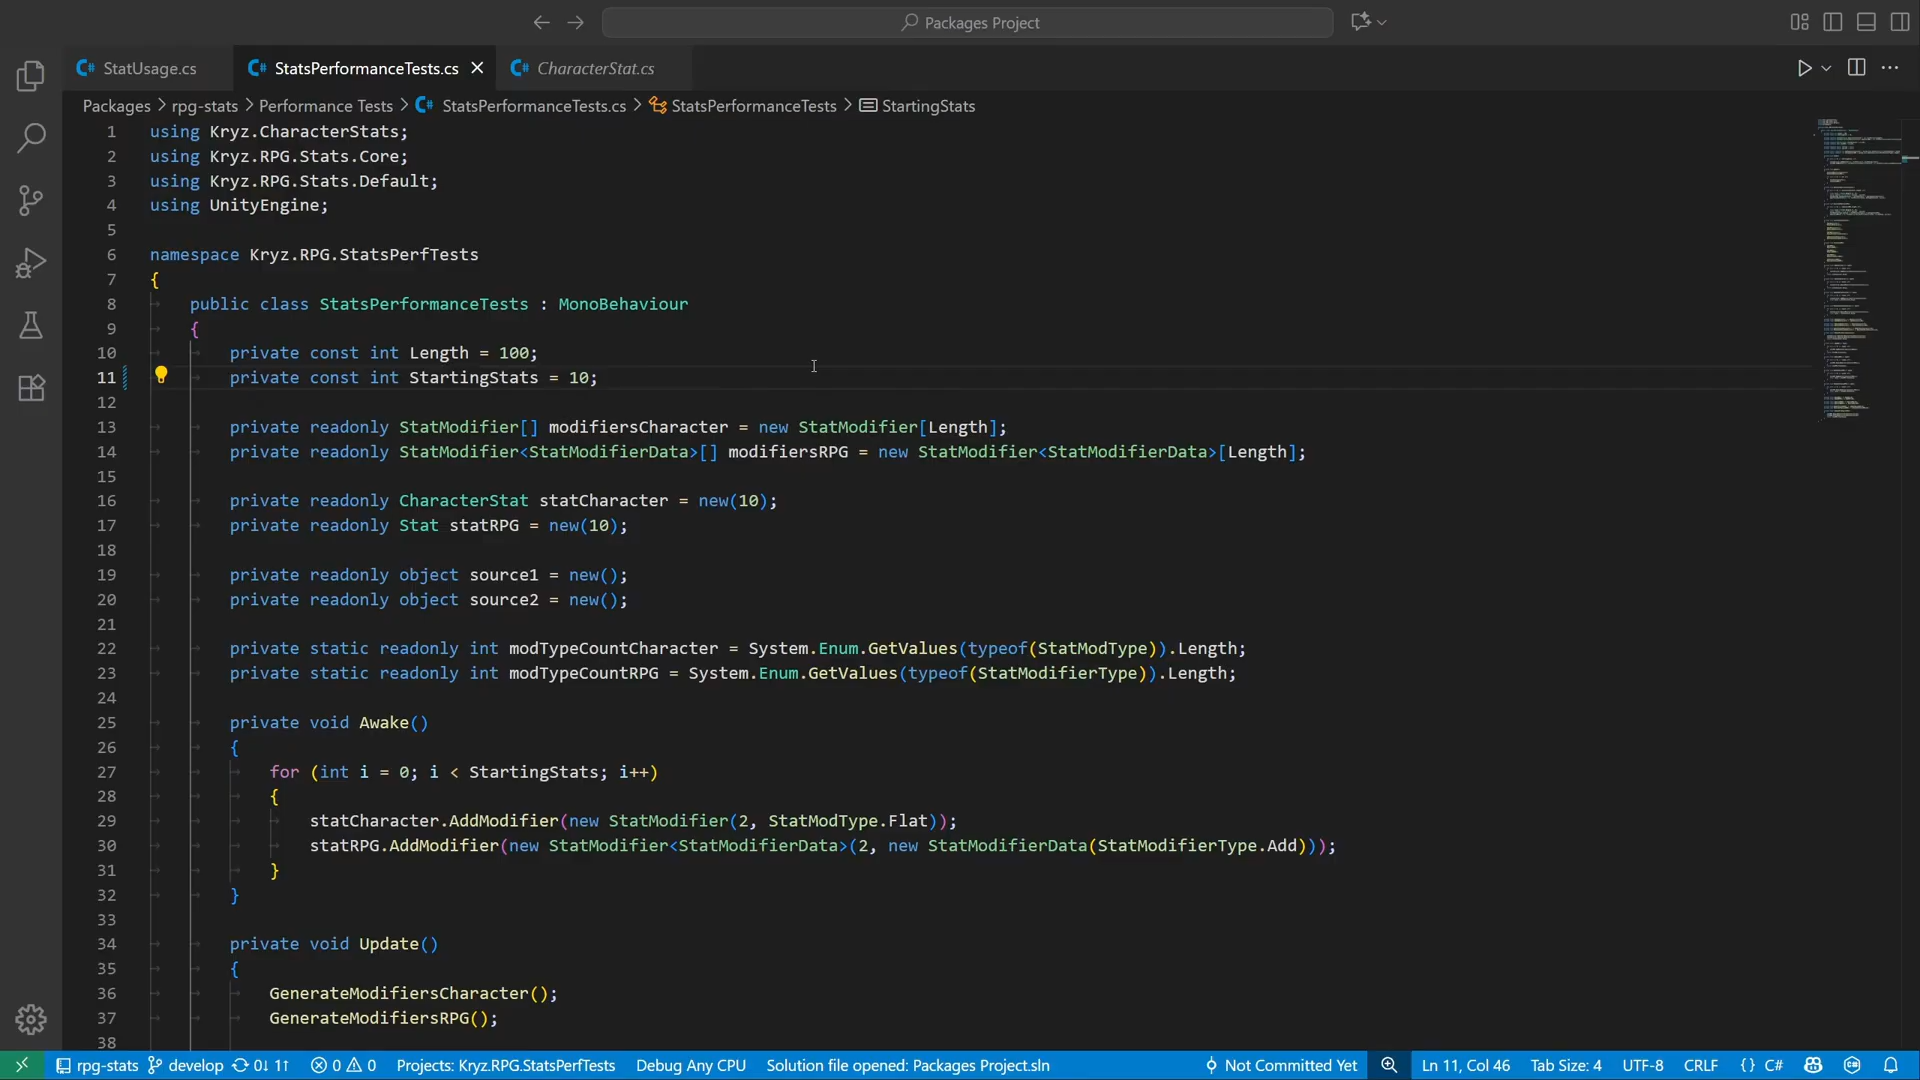 Packages Project
StatUsage.cs
StatsPerformanceTests.cs
CharacterStat.cs
Packages > rpg-stats > Performance Tests > StatsPerformanceTests.cs > StatsPerformanceTests > StartingStats
1 using Kryz.CharacterStats;
2 using Kryz.RPG.Stats.Core;
3 using Kryz.RPG.Stats.Default;
4 using UnityEngine;
5
6 namespace Kryz.RPG.StatsPerfTests
7 {
8 public class StatsPerformanceTests : MonoBehaviour
9 {
10 private const int Length = 100;
11 private const int StartingStats = 10;
12
13 private readonly StatModifier[] modifiersCharacter = new StatModifier[Length];
14 private readonly StatModifier<StatModifierData>[] modifiersRPG = new StatModifier<StatModifierData>[Length];
15
16 private readonly CharacterStat statCharacter = new(10);
17 private readonly Stat statRPG = new(10);
18
19 private readonly object source1 = new();
20 private readonly object source2 = new();
21
22 private static readonly int modTypeCountCharacter = System.Enum.GetValues(typeof(StatModType)).Length;
23 private static readonly int modTypeCountRPG = System.Enum.GetValues(typeof(StatModifierType)).Length;
24
25 private void Awake()
26 {
27 for (int i = 0; i < StartingStats; i++)
28 {
29 statCharacter.AddModifier(new StatModifier(2, StatModType.Flat));
30 statRPG.AddModifier(new StatModifier<StatModifierData>(2, new StatModifierData(StatModifierType.Add)));
31 }
32 }
33
34 private void Update()
35 {
36 GenerateModifiersCharacter();
37 GenerateModifiersRPG();
38
rpg-stats develop 0↓ 1↑ 0 0 Projects: Kryz.RPG.StatsPerfTests Debug Any CPU Solution file opened: Packages Project.sln Not Committed Yet Ln 11, Col 46 Tab Size: 4 UTF-8 CRLF {} C#